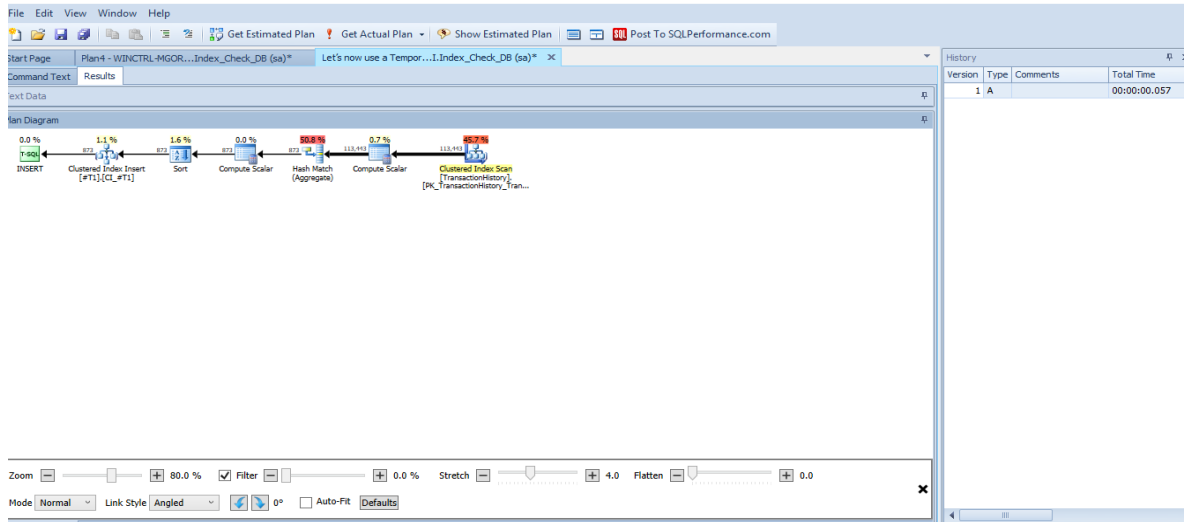 File Edit View Window Help
Get Estimated Plan Get Actual Plan Show Estimated Plan SQL Post To SQLPerformance.com
Start Page Plan4 - WINCTRL-MGOR...Index_Check_DB (sa)* Let's now use a Tempor...I.Index_Check_DB (sa)*
Command Text Results
Text Data
Plan Diagram
0.0 % 1.1 % 1.6 % 0.0 % 50.8 % 0.7 % 45.7 %
T-SQL 873 873 873 873 113,443 113,443
INSERT Clustered Index Insert Sort Compute Scalar Hash Match Compute Scalar Clustered Index Scan
[#T1].[CI_#T1] (Aggregate) [TransactionHistory].
[PK_TransactionHistory_Tran...
Zoom 80.0 % Filter 0.0 % Stretch 4.0 Flatten 0.0
Mode Normal Link Style Angled 0° Auto-Fit Defaults
History
Version Type Comments Total Time
1 A 00:00:00.057